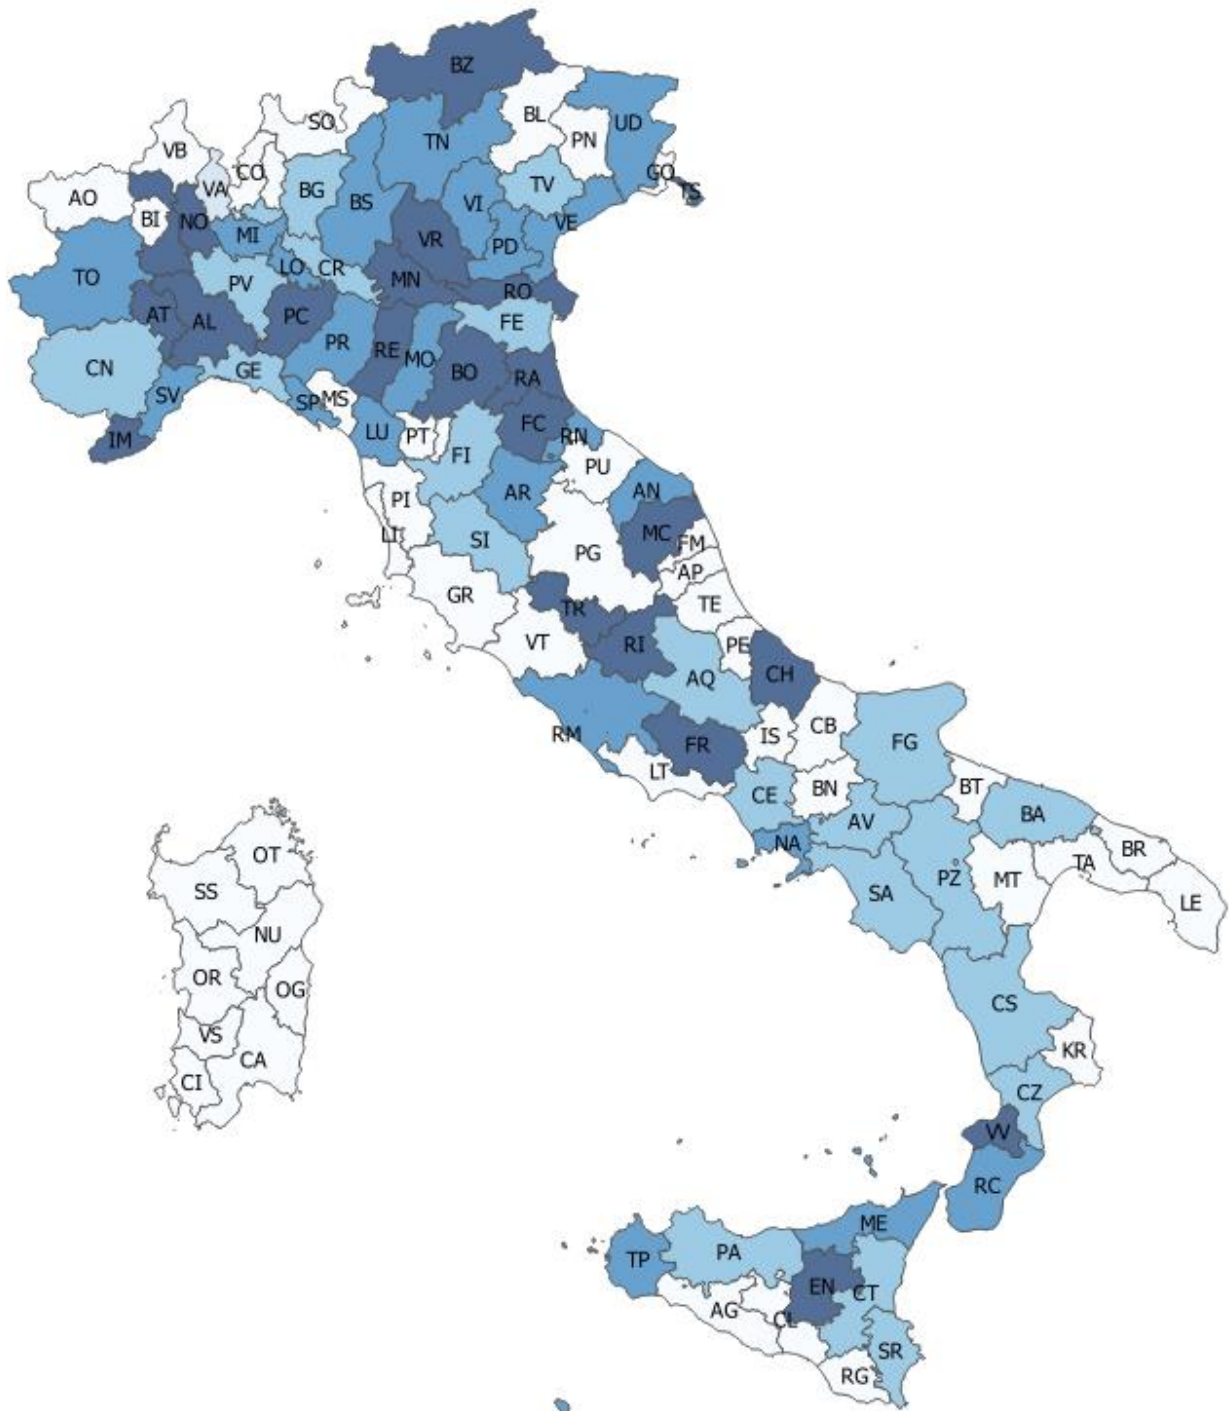 BZ
SO
BL
PN
UD
VB
CO
TN
AO
VA
BG
BS
TV
GO
TS
BI
NO
MI
VI
VE
PD
TO
PV
LO
CR
VR
MN
RO
AT
AL
PC
PR
RE
MO
FE
CN
GE
BO
RA
SV
SP
MS
IM
LU
PT
FI
FC
RN
PU
PI
AR
AN
LI
SI
PG
MC
FM
AP
GR
TR
TE
VT
RI
PE
AQ
CH
RM
FR
IS
CB
FG
LT
CE
BN
BT
BA
NA
AV
BR
OT
SS
SA
PZ
MT
TA
LE
NU
OR
OG
CS
VS
CA
CI
KR
CZ
VV
RC
ME
TP
PA
EN
CT
AG
CL
SR
RG